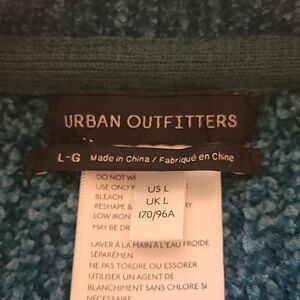 URBAN OUTFITTERS
L-G Made in China / Fabriqué en Chine
DO NOT
USE ONLY
BLEACH
RESHAPE &
LOW IRON
MAY BE DR
US L
UK L
170/96A
LAVER À LA MAIN À L'EAU FROIDE
SÉPARÉMEN
NE PAS TORDRE OU ESSORER
UTILISER UN AGENT DE
BLANCHIMENT SANS CHLORE SI